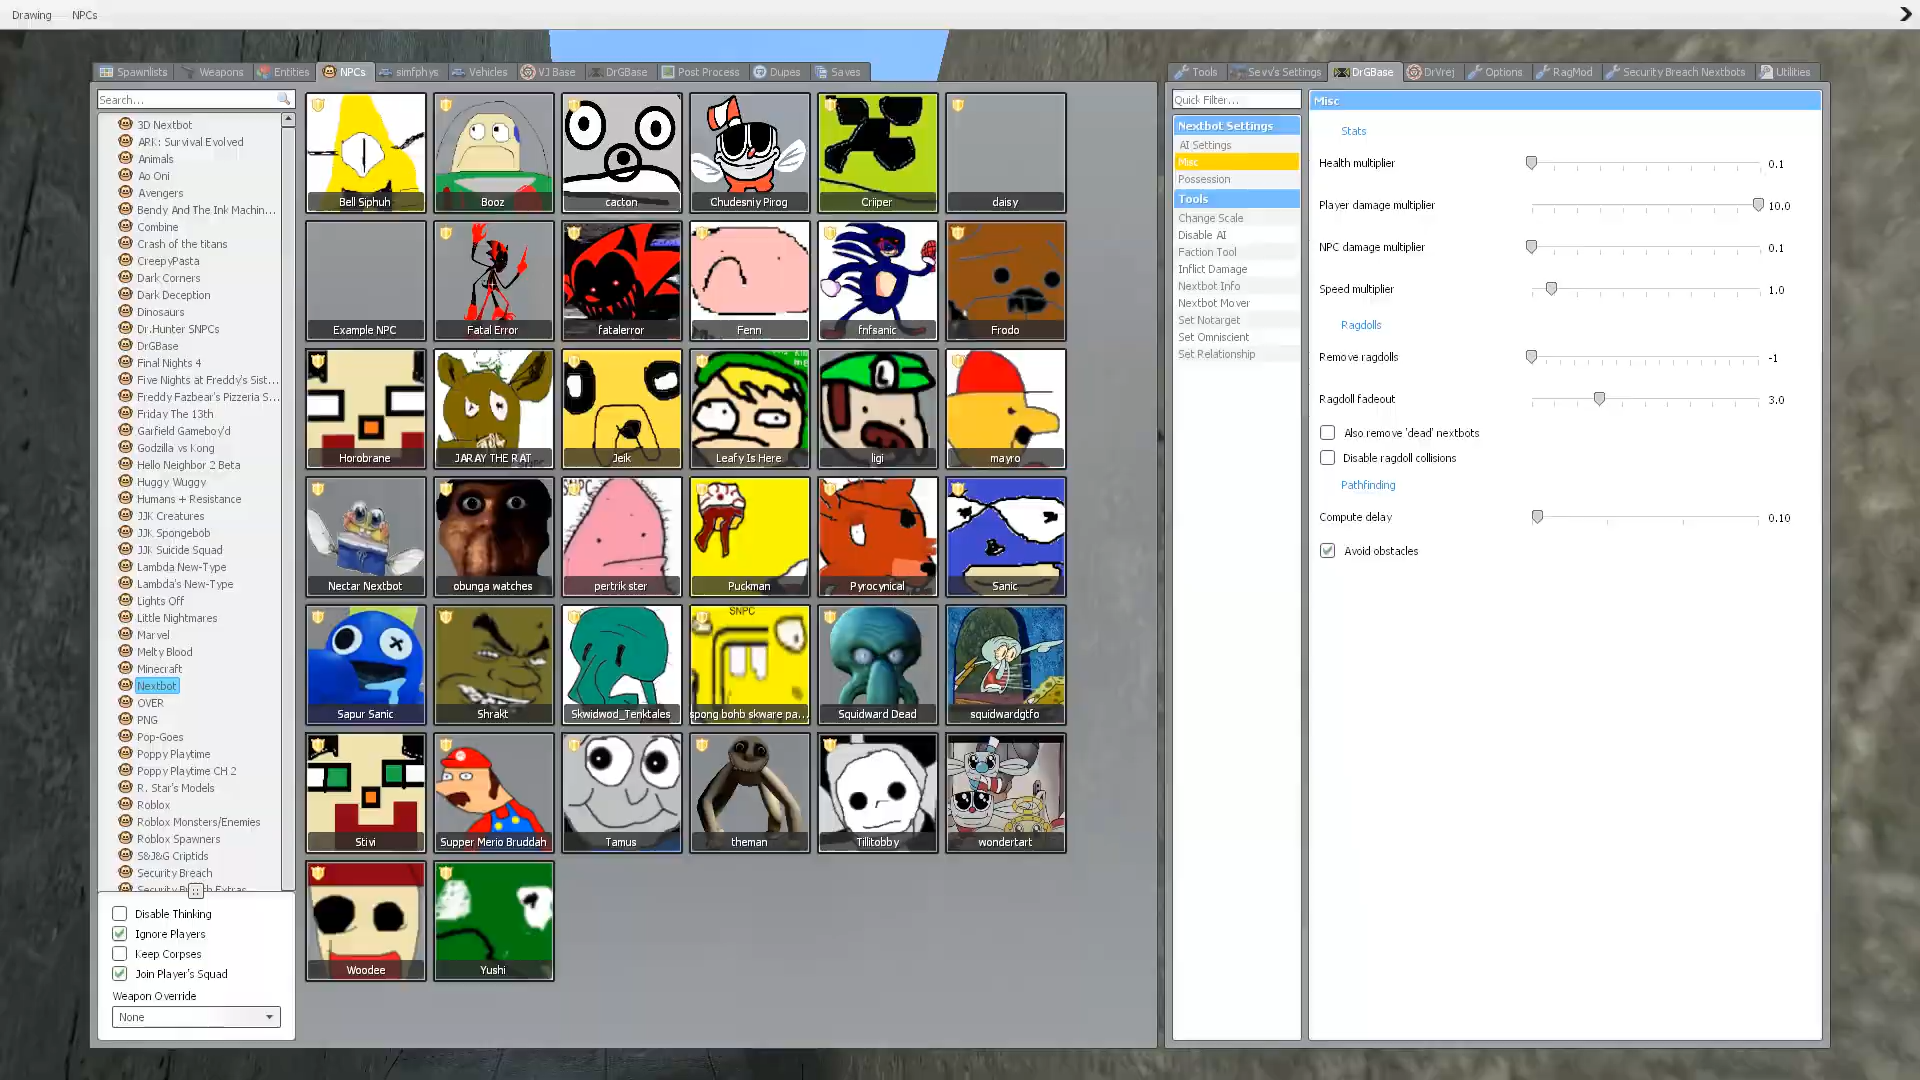 Drawing NPCs
Spawnlists Weapons Entities NPCs simfphys Vehicles VJ Base DrGBase Post Process Dupes Saves
Search...
3D Nextbot
ARK: Survival Evolved
Animals
Ao Oni
Avengers
Bendy And The Ink Machin...
Combine
Crash of the titans
CreepyPasta
Dark Corners
Dark Deception
Dinosaurs
Dr.Hunter SNPCs
DrGBase
Final Nights 4
Five Nights at Freddy's Sist...
Freddy Fazbear's Pizzeria S...
Friday The 13th
Garfield Gameboy'd
Godzilla vs Kong
Hello Neighbor 2 Beta
Huggy Wuggy
Humans + Resistance
JJK Creatures
JJK Spongebob
JJK Suicide Squad
Lambda New-Type
Lambda's New-Type
Lights Off
Little Nightmares
Marvel
Melty Blood
Minecraft
Nextbot
OVER
PNG
Pop-Goes
Poppy Playtime
Poppy Playtime CH 2
R. Star's Models
Roblox
Roblox Monsters/Enemies
Roblox Spawners
S&J&G Criptids
Security Breach
Disable Thinking
Ignore Players
Keep Corpses
Join Player's Squad
Weapon Override
None
Bell Siphuh Booz cacton Chudesniy Pirog Criiper daisy
Example NPC Fatal Error fatalerror Fenn fnfsanic Frodo
L
Horobrane JARAY THE RAT Jeik Leafy Is Here ligi mayro
Nectar Nextbot obunga watches pertrik ster Puckman Pyrocynical Sanic
SNPC
Sapur Sanic Shrakt Skwidwod_Tenktales spong bohb skware pa... Squidward Dead squidwardgtfo
Stivi Supper Merio Bruddah Tamus theman Tillitobby wondertart
Woodee Yushi
Tools Sevv's Settings DrGBase DrVrej Options RagMod Security Breach Nextbots Utilities
Quick Filter...
Nextbot Settings
AI Settings
Misc
Possession
Tools
Change Scale
Disable AI
Faction Tool
Inflict Damage
Nextbot Info
Nextbot Mover
Set Notarget
Set Omniscient
Set Relationship
Misc
Stats
Health multiplier 0.1
Player damage multiplier 10.0
NPC damage multiplier 0.1
Speed multiplier 1.0
Ragdolls
Remove ragdolls -1
Ragdoll fadeout 3.0
Also remove 'dead' nextbots
Disable ragdoll collisions
Pathfinding
Compute delay 0.10
Avoid obstacles